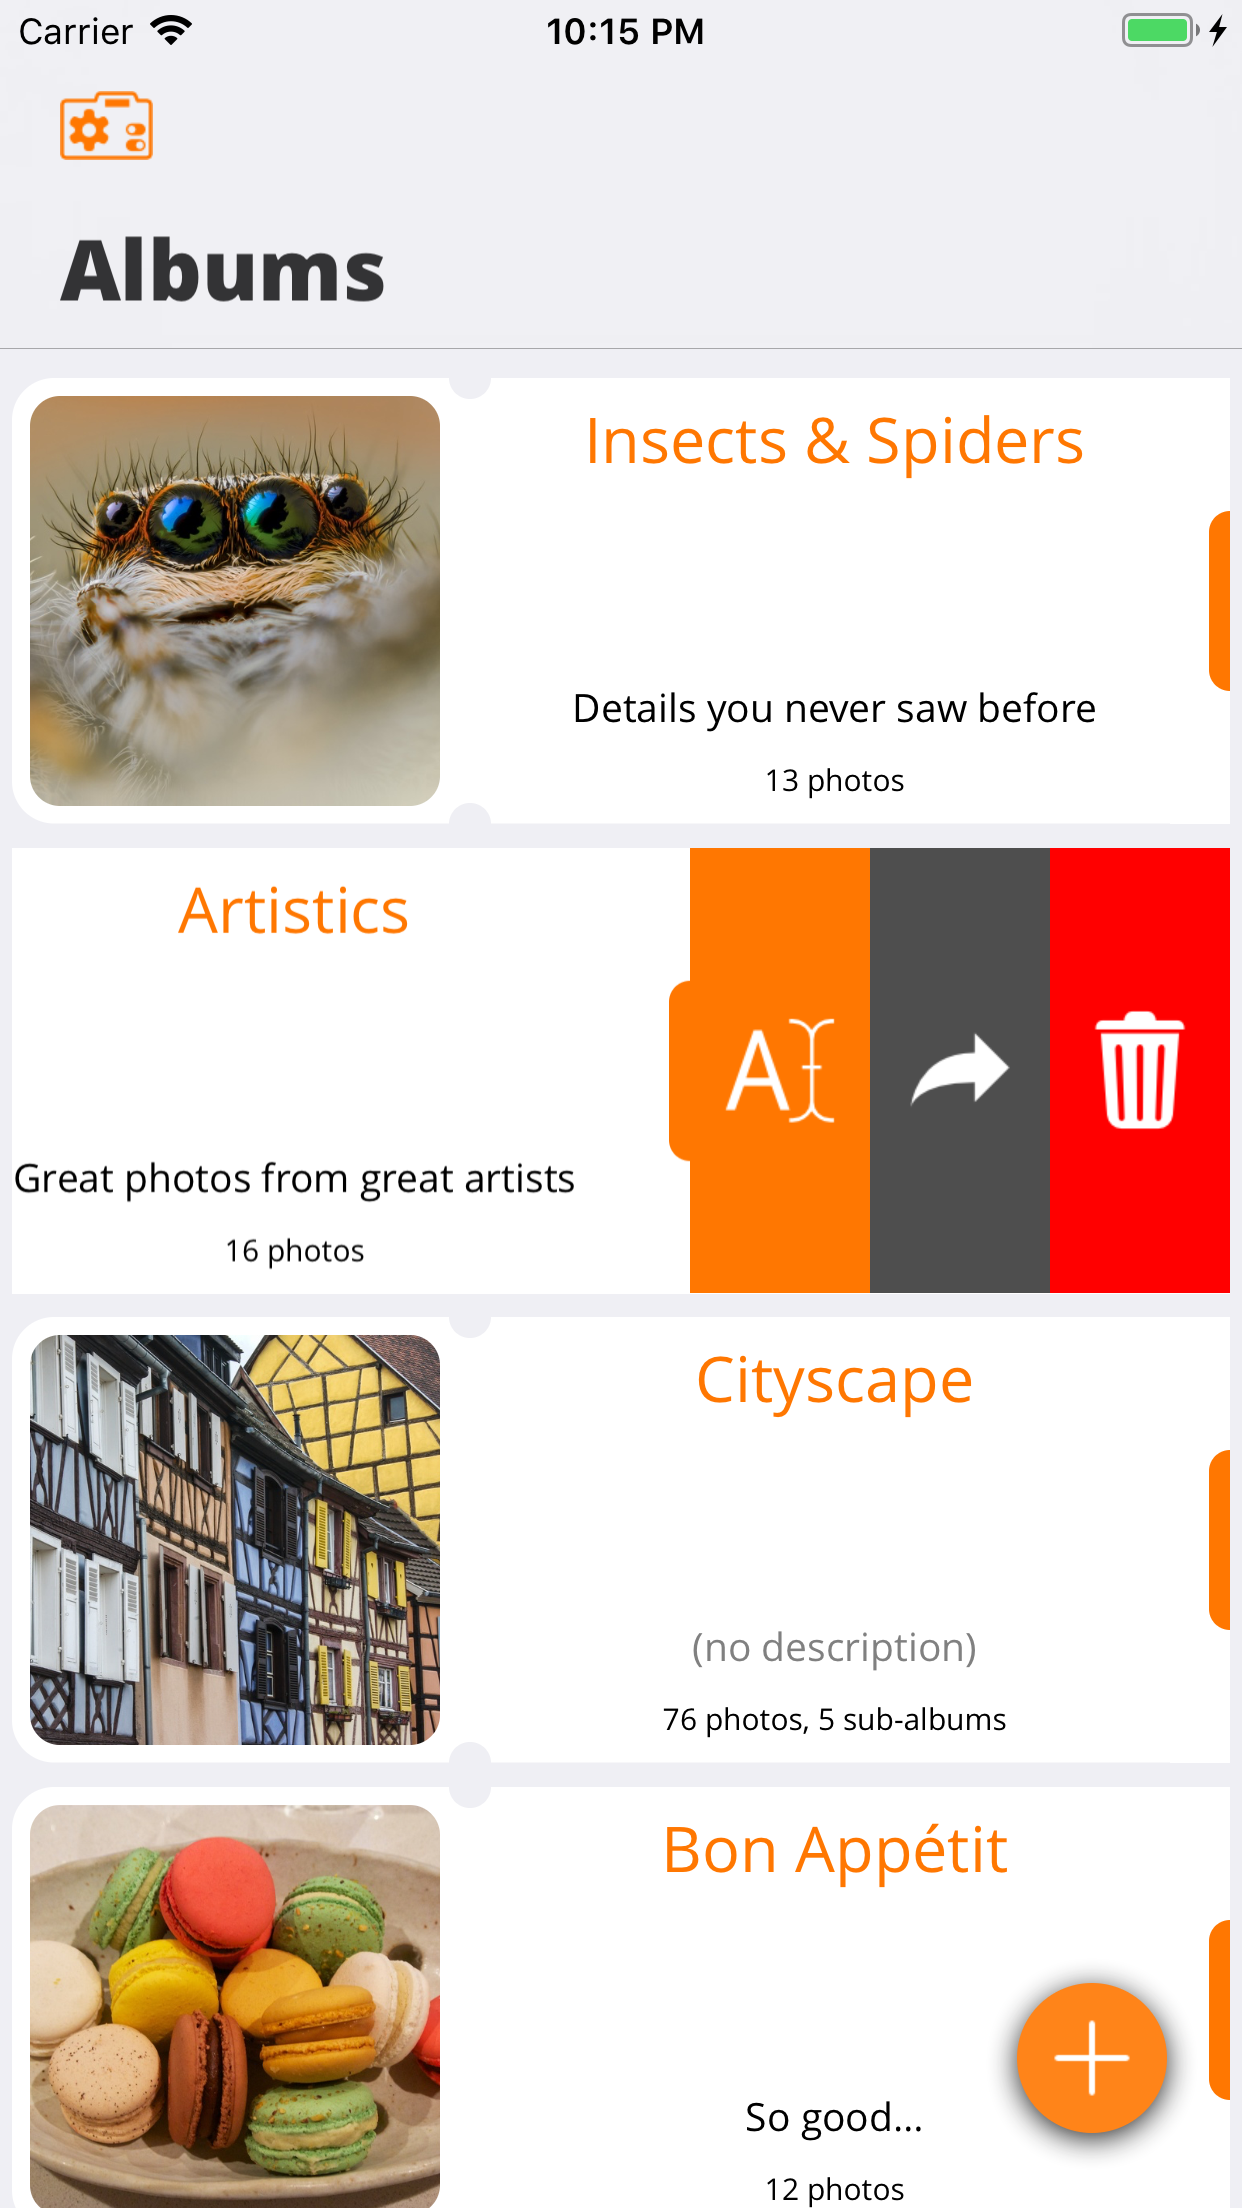 Carrier 10:15 PM
Albums
Insects & Spiders
Details you never saw before
13 photos
Artistics
A
Great photos from great artists
16 photos
Cityscape
(no description)
76 photos, 5 sub-albums
Bon Appétit
So good...
12 photos